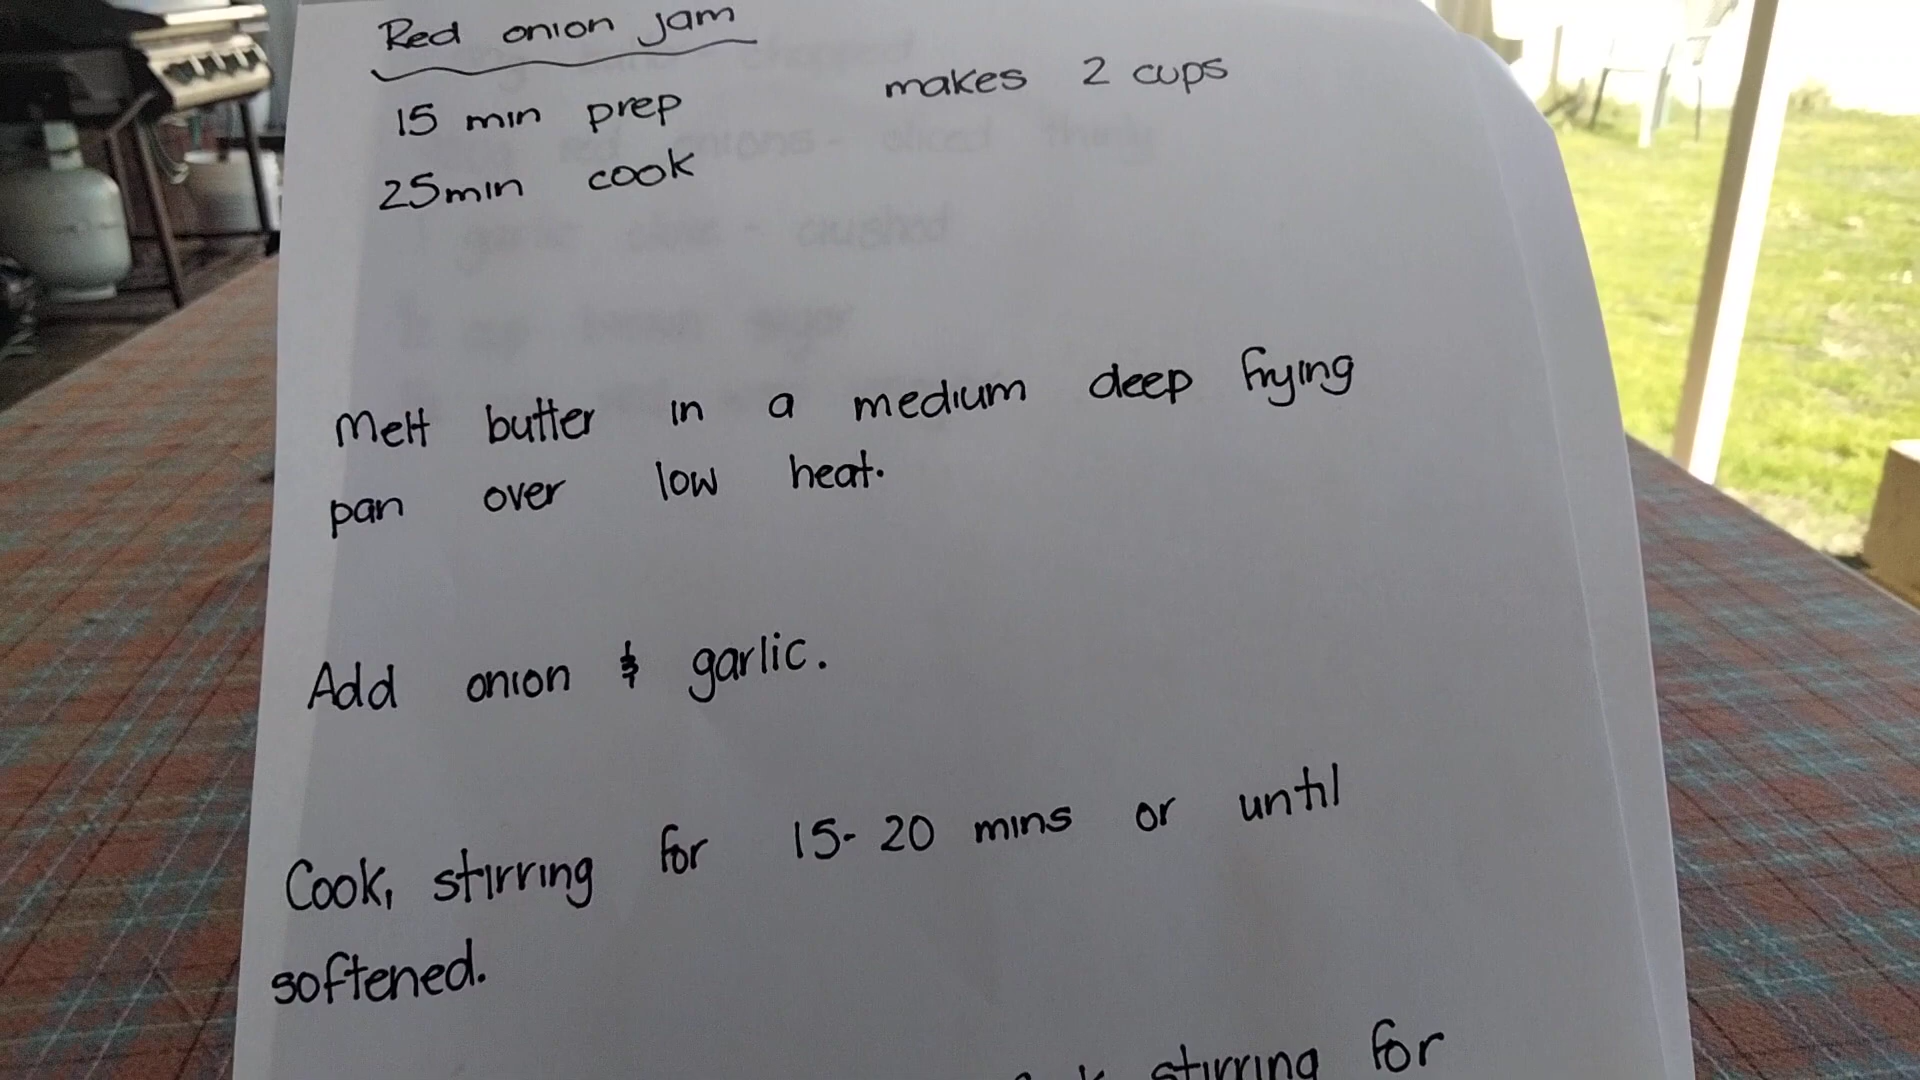 Red onion jam
15 min prep makes 2 cups
25min cook
Melt butter in a medium deep frying
pan over low heat.
Add onion & garlic.
Cook, stirring for 15-20 mins or until
softened.
stirring for